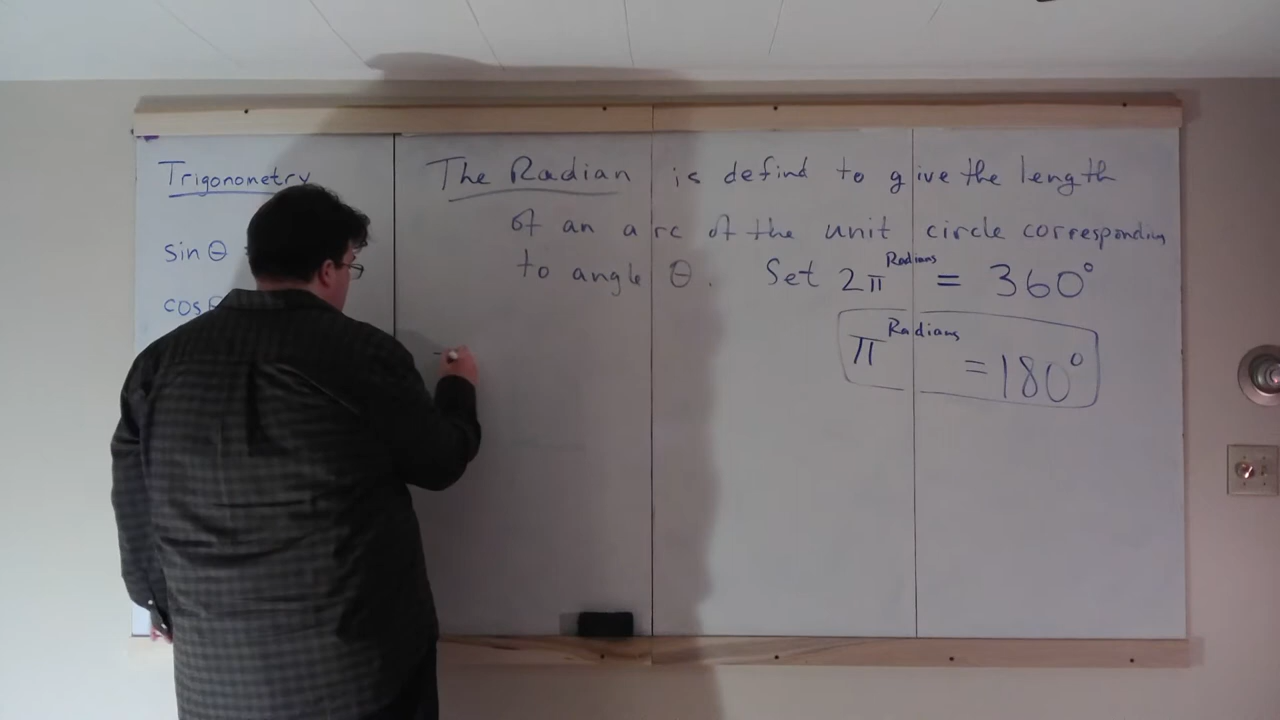 Trigonometry
sin θ
cos
The Radian is defind to give the length
of an arc of the unit circle corresponding
to angle θ. Set 2π Radians = 360°
π Radians = 180°